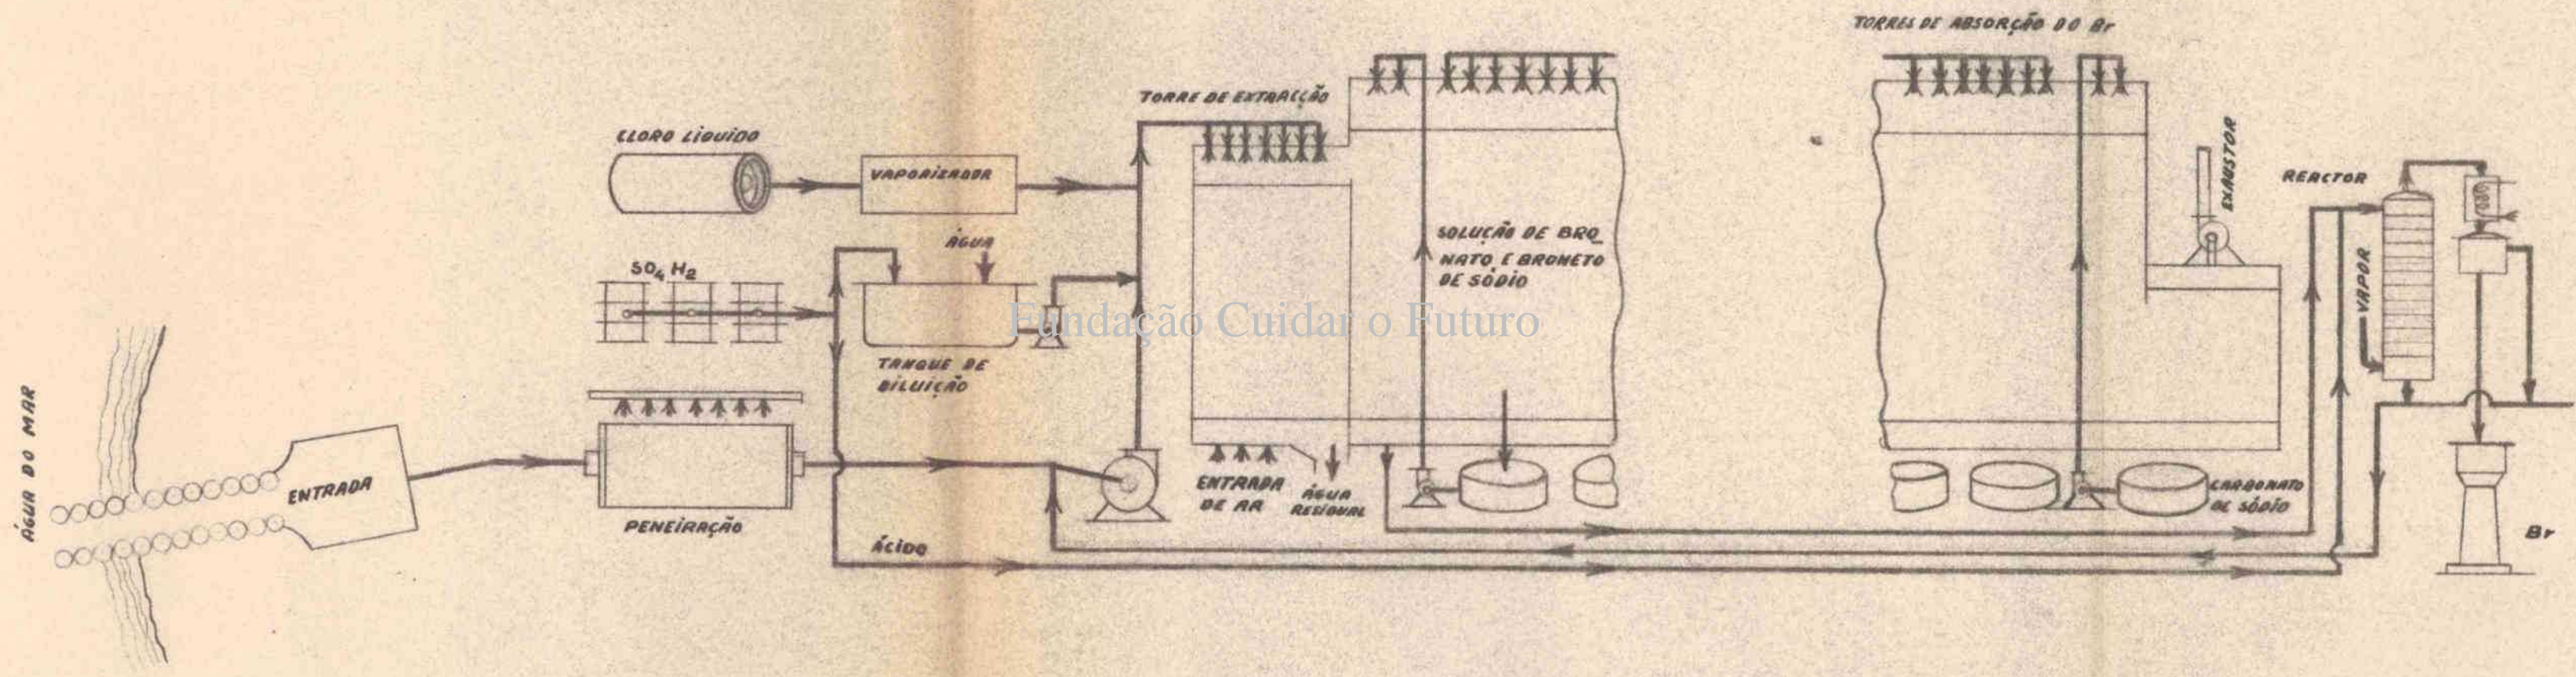 TORRES DE ABSORÇÃO DO Br
TORRE DE EXTRACÇÃO
CLORO LÍQUIDO
VAPORIZADOR
EXAUSTOR
REACTOR
ÁGUA
SOLUÇÃO DE BRO
NATO E BROMETO
DE SÓDIO
SO4 H2
VAPOR
Fundação Cuidar o Futuro
TANQUE DE
DILUIÇÃO
ÁGUA DO MAR
ENTRADA
PENEIRAÇÃO
ENTRADA
DE AR
ÁGUA
RESIDUAL
CARBONATO
DE SÓDIO
ÁCIDO
Br